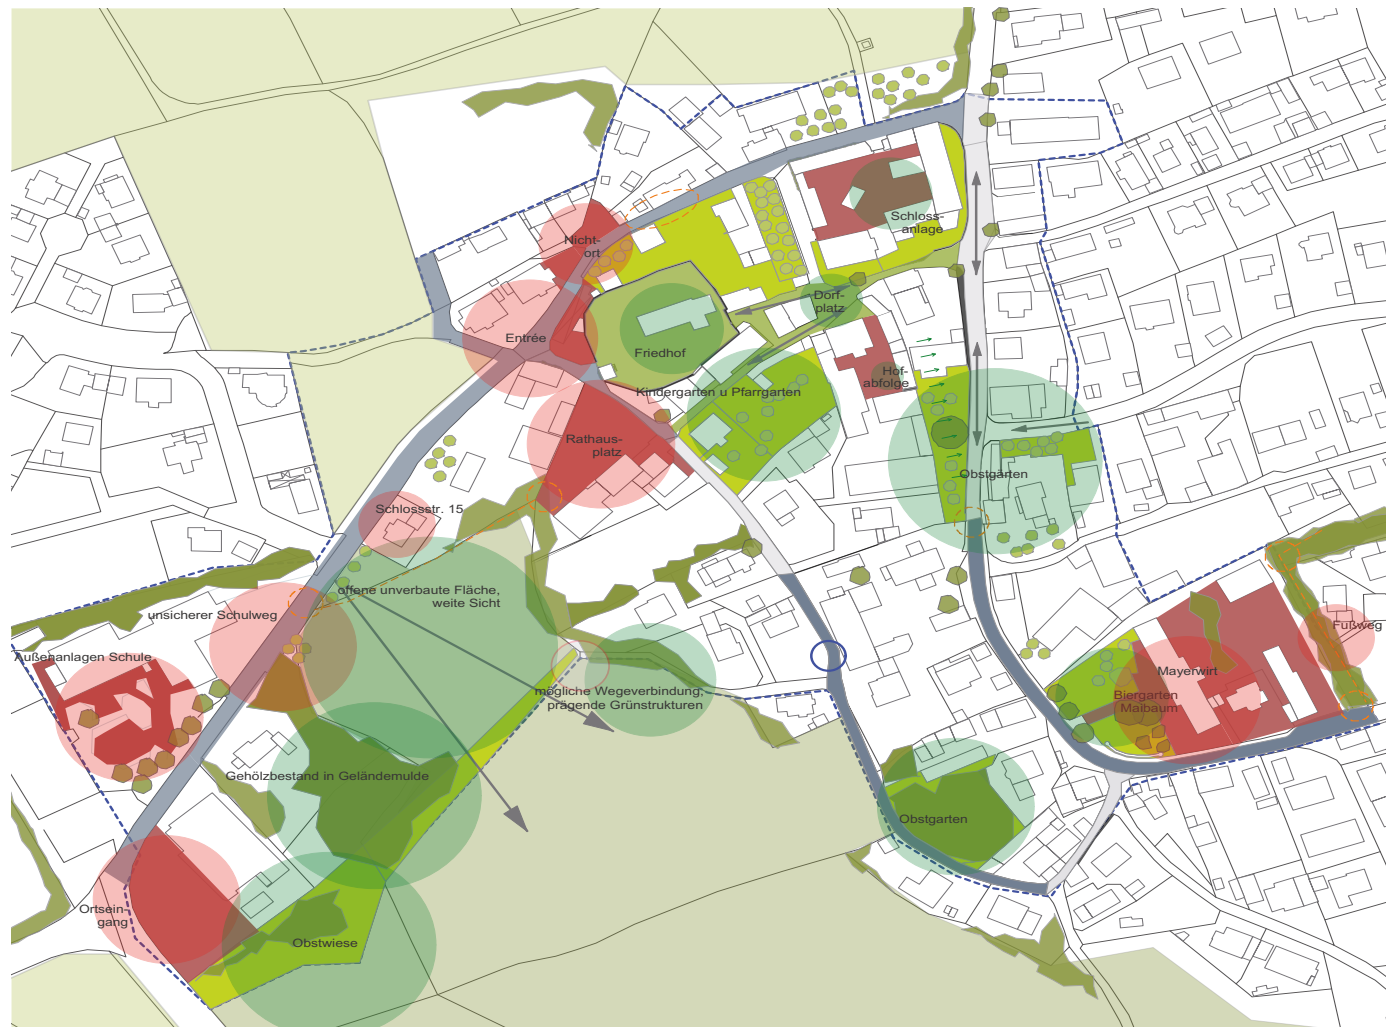 Schloss-
anlage
Nicht-
ort
Dorf-
platz
Entrée
Friedhof
Hof-
abfolge
Kindergarten u Pfarrgarten
Rathaus-
platz
Obstgärten
Schlossstr. 15
offene unverbaute Fläche,
weite Sicht
unsicherer Schulweg
Fußweg
Außenanlagen Schule
Mayerwirt
mögliche Wegeverbindung,
prägende Grünstrukturen
Biergarten
Maibaum
Gehölzbestand in Geländemulde
Obstgarten
Ortsein-
gang
Obstwiese